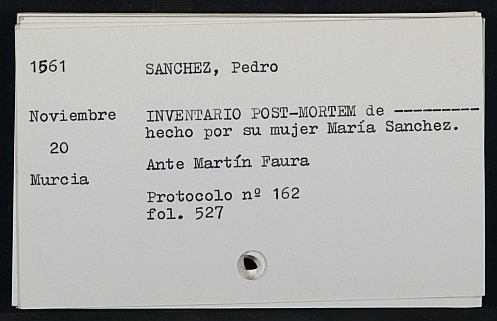 1561
SANCHEZ, Pedro
Noviembre
20
Murcia
INVENTARIO POST-MORTEM de ---------
hecho por su mujer María Sanchez.
Ante Martín Faura
Protocolo nº 162
fol. 527